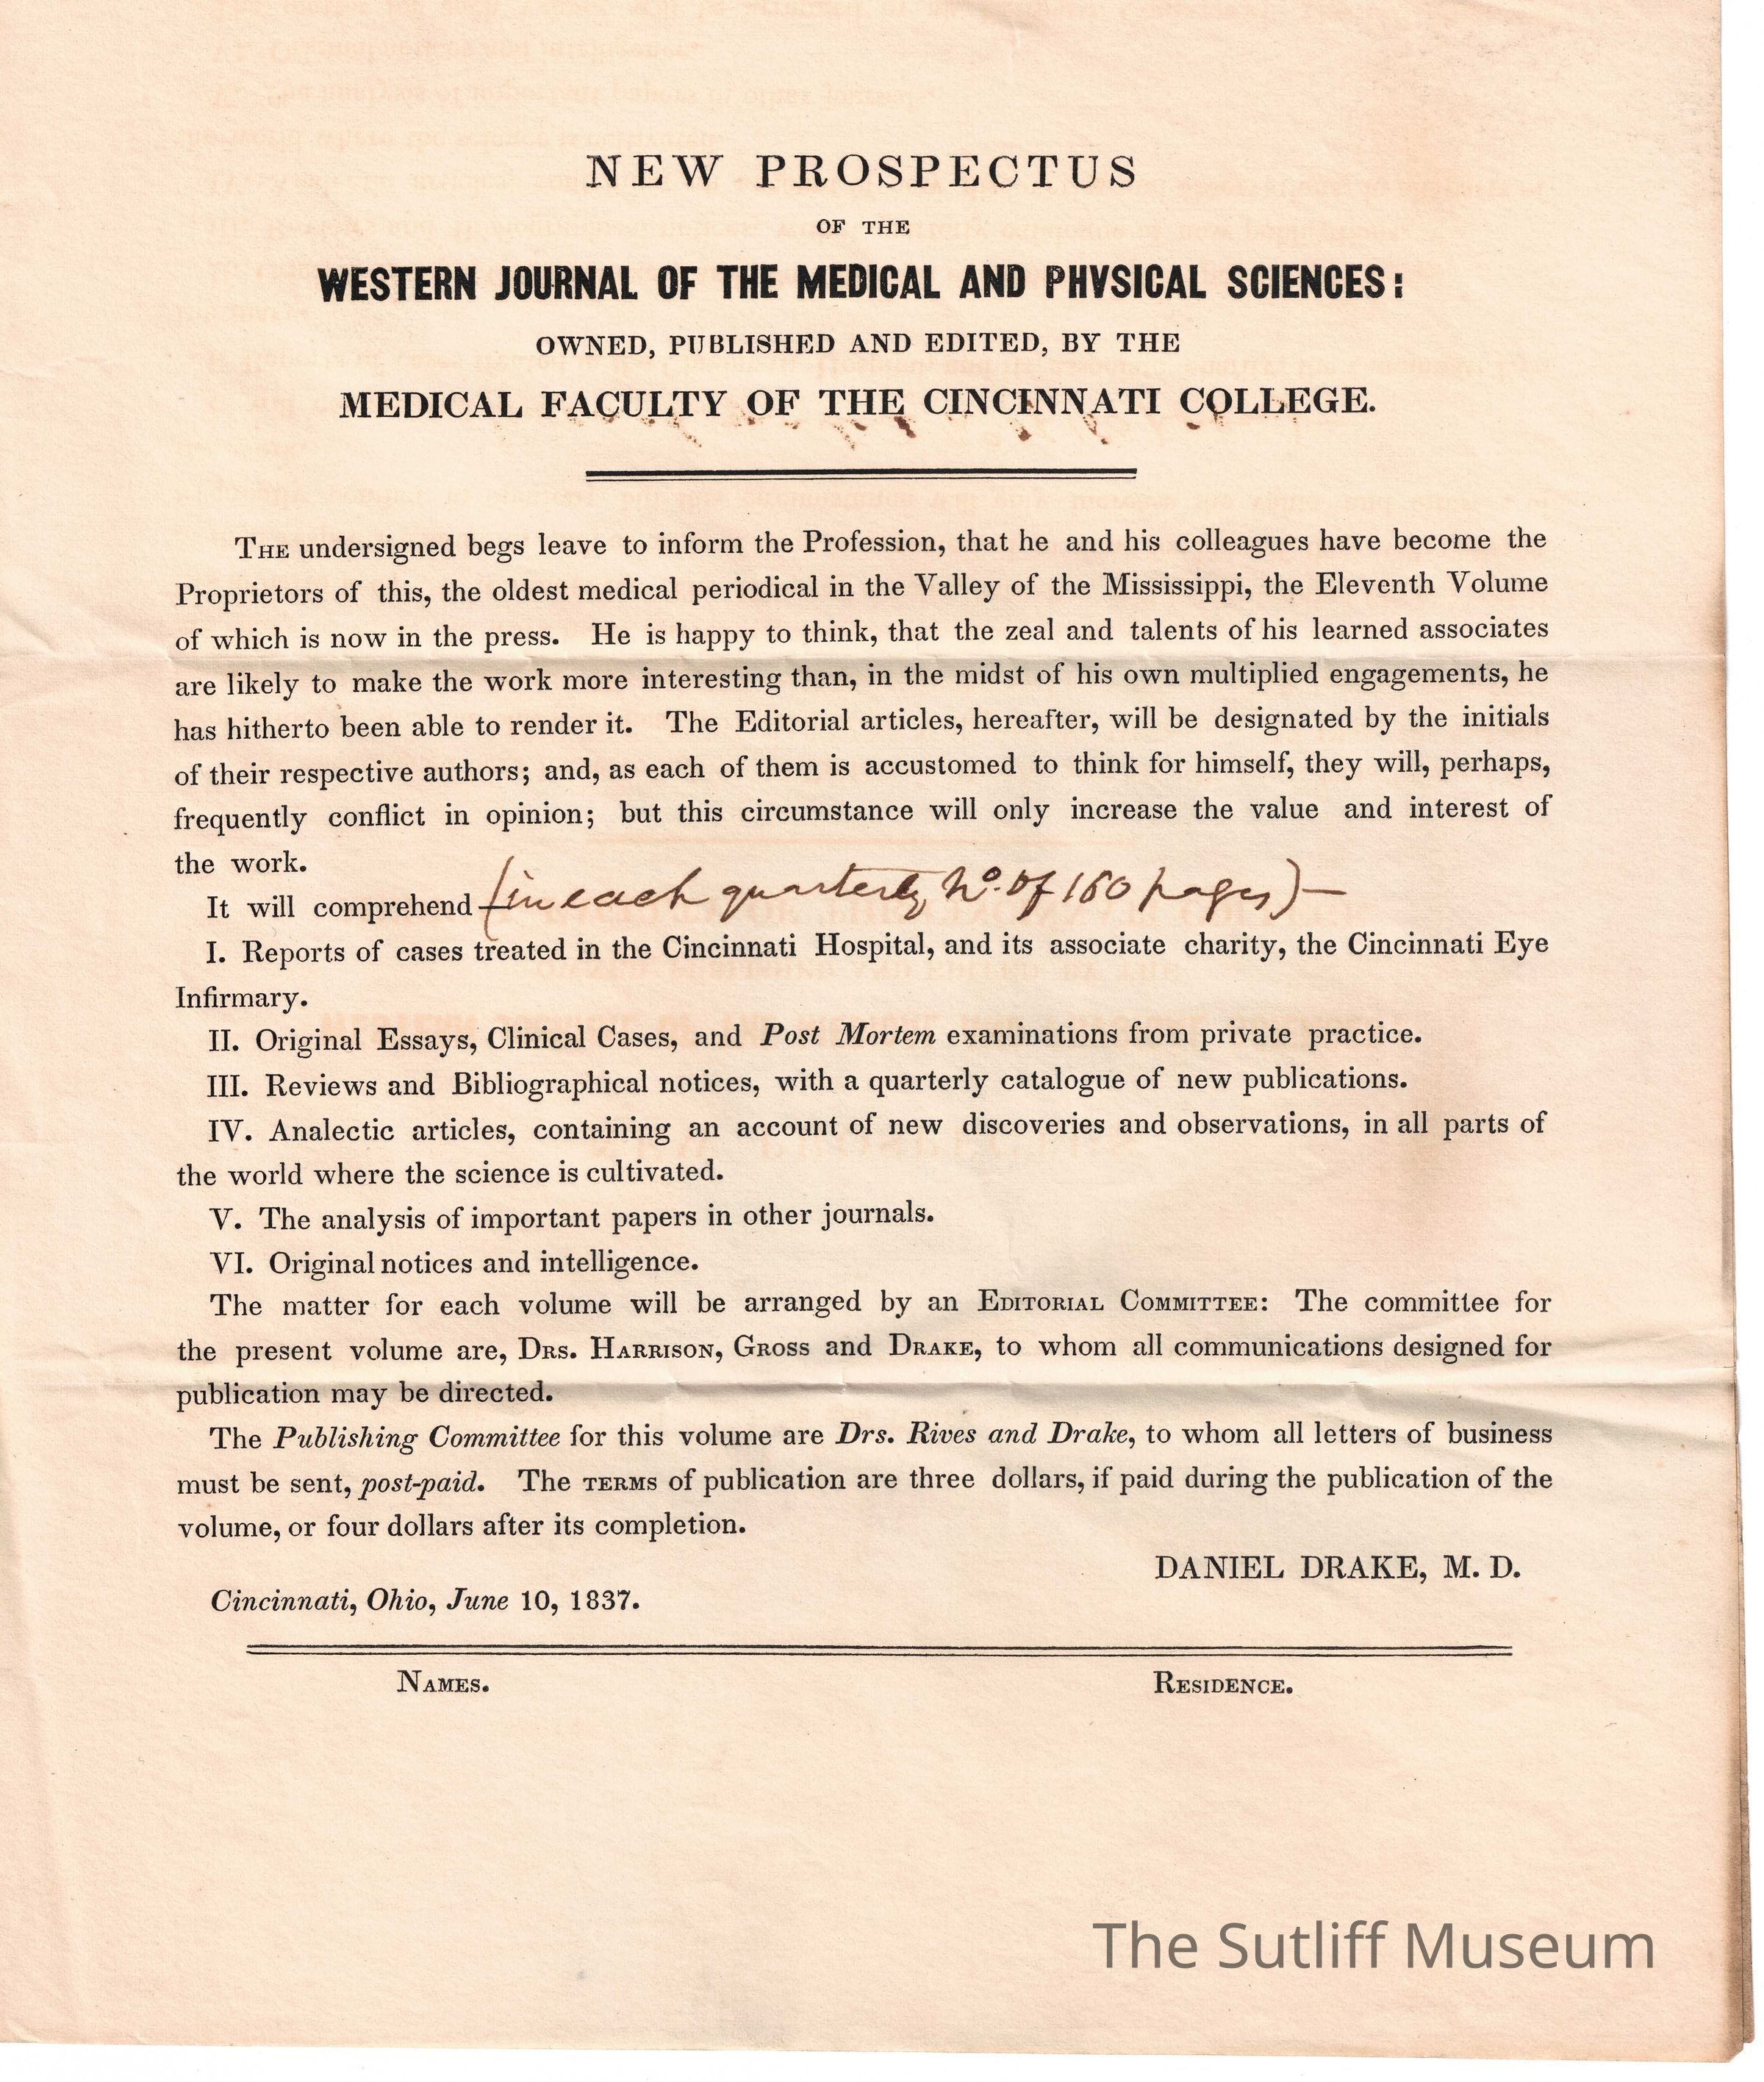 NEW PROSPECTUS
OF THE
WESTERN JOURNAL OF THE MEDICAL AND PHVSICAL SCIENCES:
OWNED, PUBLISHED AND EDITED, BY THE
MEDICAL FACULTY OF THE CINCINNATI COLLEGE.
THE undersigned begs leave to inform the Profession, that he and his colleagues have become the
Proprietors of this, the oldest medical periodical in the Valley of the Mississippi, the Eleventh Volume
of which is now in the press. He is happy to think, that the zeal and talents of his learned associates
are likely to make the work more interesting than, in the midst of his own multiplied engagements, he
has hitherto been able to render it. The Editorial articles, hereafter, will be designated by the initials
of their respective authors; and, as each of them is accustomed to think for himself, they will, perhaps,
frequently conflict in opinion; but this circumstance will only increase the value and interest of
the work.
It will comprehend—(in each quarterly No. of 160 pages)—
I. Reports of cases treated in the Cincinnati Hospital, and its associate charity, the Cincinnati Eye
Infirmary.
II. Original Essays, Clinical Cases, and Post Mortem examinations from private practice.
III. Reviews and Bibliographical notices, with a quarterly catalogue of new publications.
IV. Analectic articles, containing an account of new discoveries and observations, in all parts of
the world where the science is cultivated.
V. The analysis of important papers in other journals.
VI. Original notices and intelligence.
The matter for each volume will be arranged by an EDITORIAL COMMITTEE: The committee for
the present volume are, DRS. HARRISON, GROSS and DRAKE, to whom all communications designed for
publication may be directed.
The Publishing Committee for this volume are Drs. Rives and Drake, to whom all letters of business
must be sent, post-paid. The TERMS of publication are three dollars, if paid during the publication of the
volume, or four dollars after its completion.
DANIEL DRAKE, M. D.
Cincinnati, Ohio, June 10, 1837.
NAMES. RESIDENCE.
The Sutliff Museum